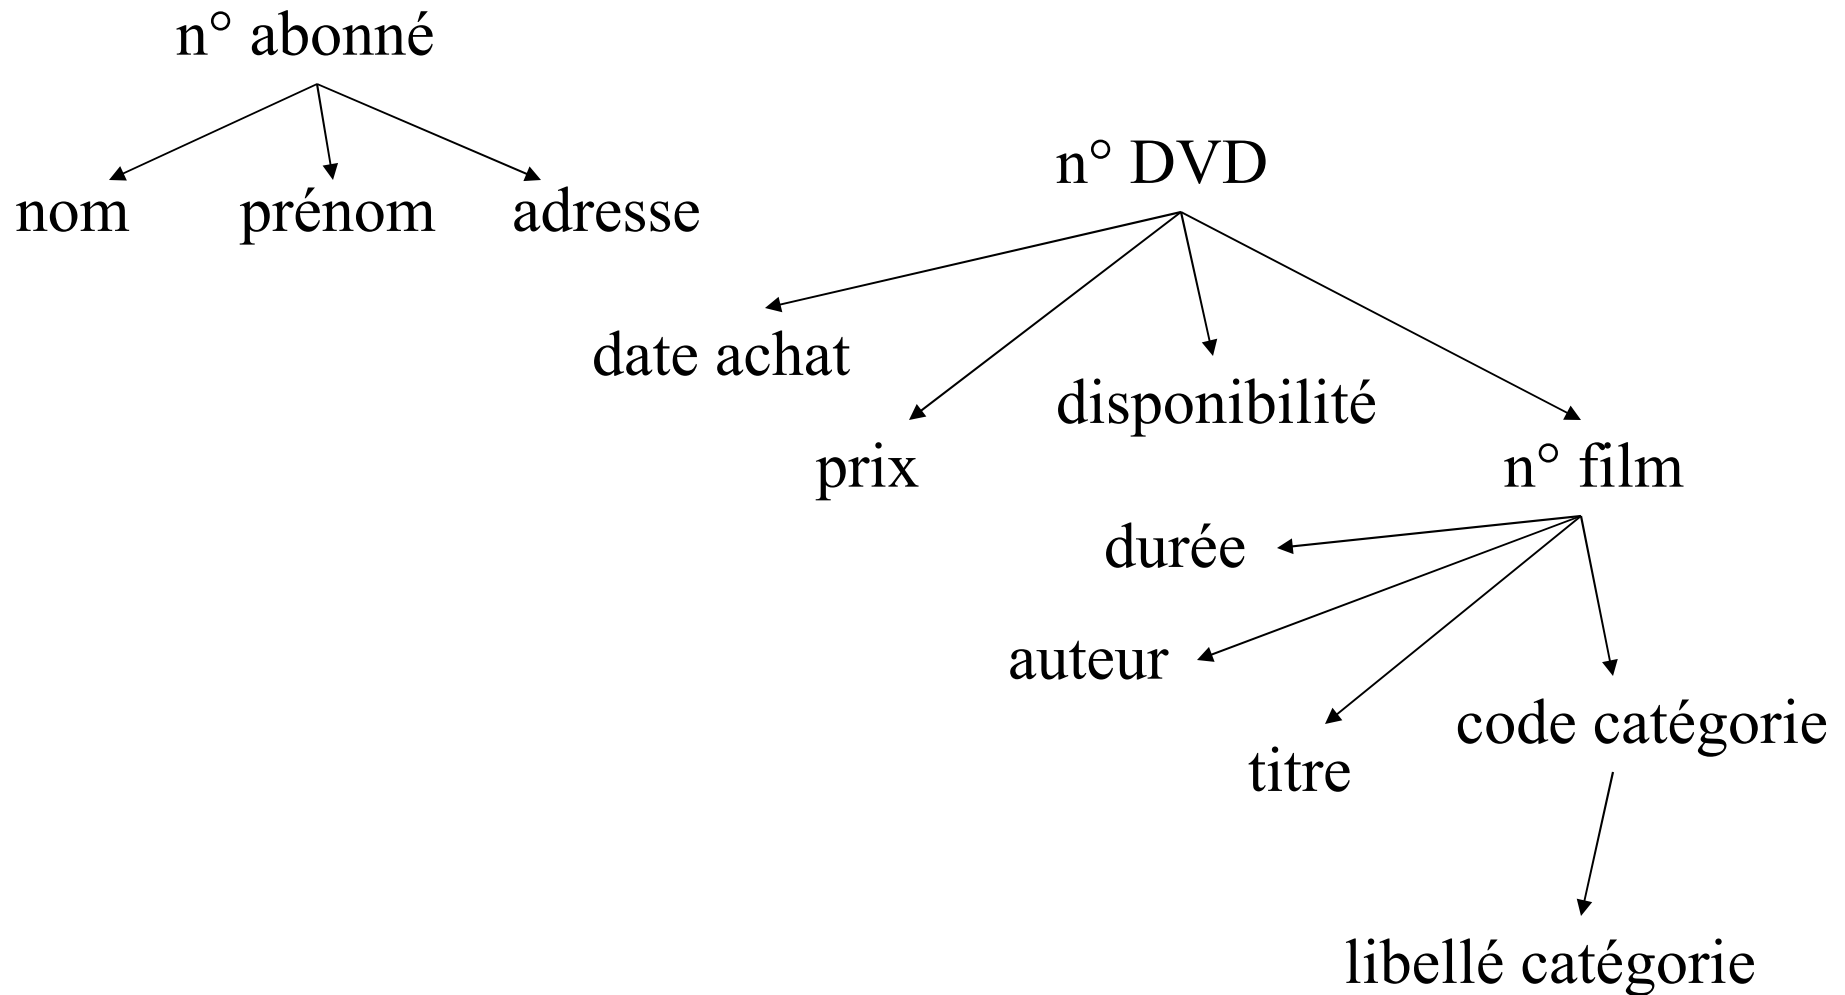 n° abonné
nom prénom adresse
n° DVD
date achat
disponibilité
prix
n° film
durée
auteur
code catégorie
titre
libellé catégorie